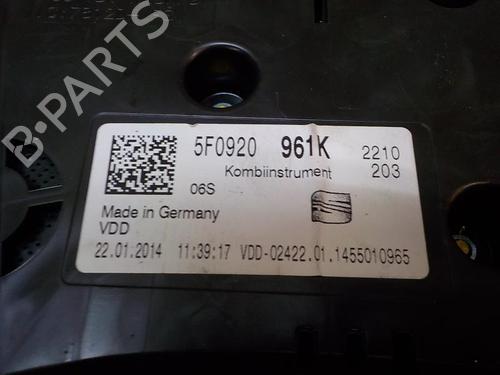 5F0920 961K 2210
Kombiinstrument 203
06S
Made in Germany
VDD
22.01.2014 11:39:17 VDD-02422.01.1455010965
B-PARTS